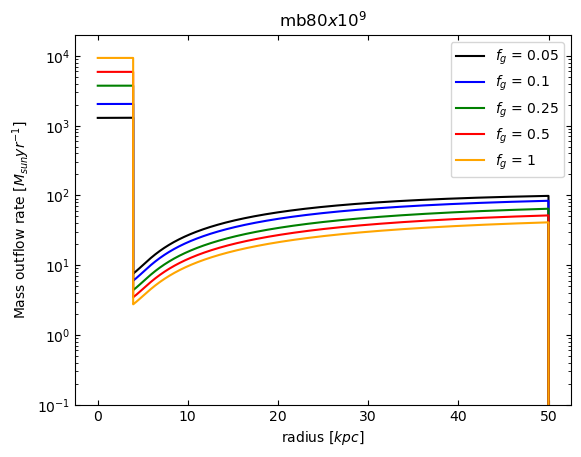 mb80x10⁹
Mass outflow rate [M_sun yr⁻¹]
10⁴
10³
10²
10¹
10⁰
10⁻¹
f_g = 0.05
f_g = 0.1
f_g = 0.25
f_g = 0.5
f_g = 1
0 10 20 30 40 50
radius [kpc]